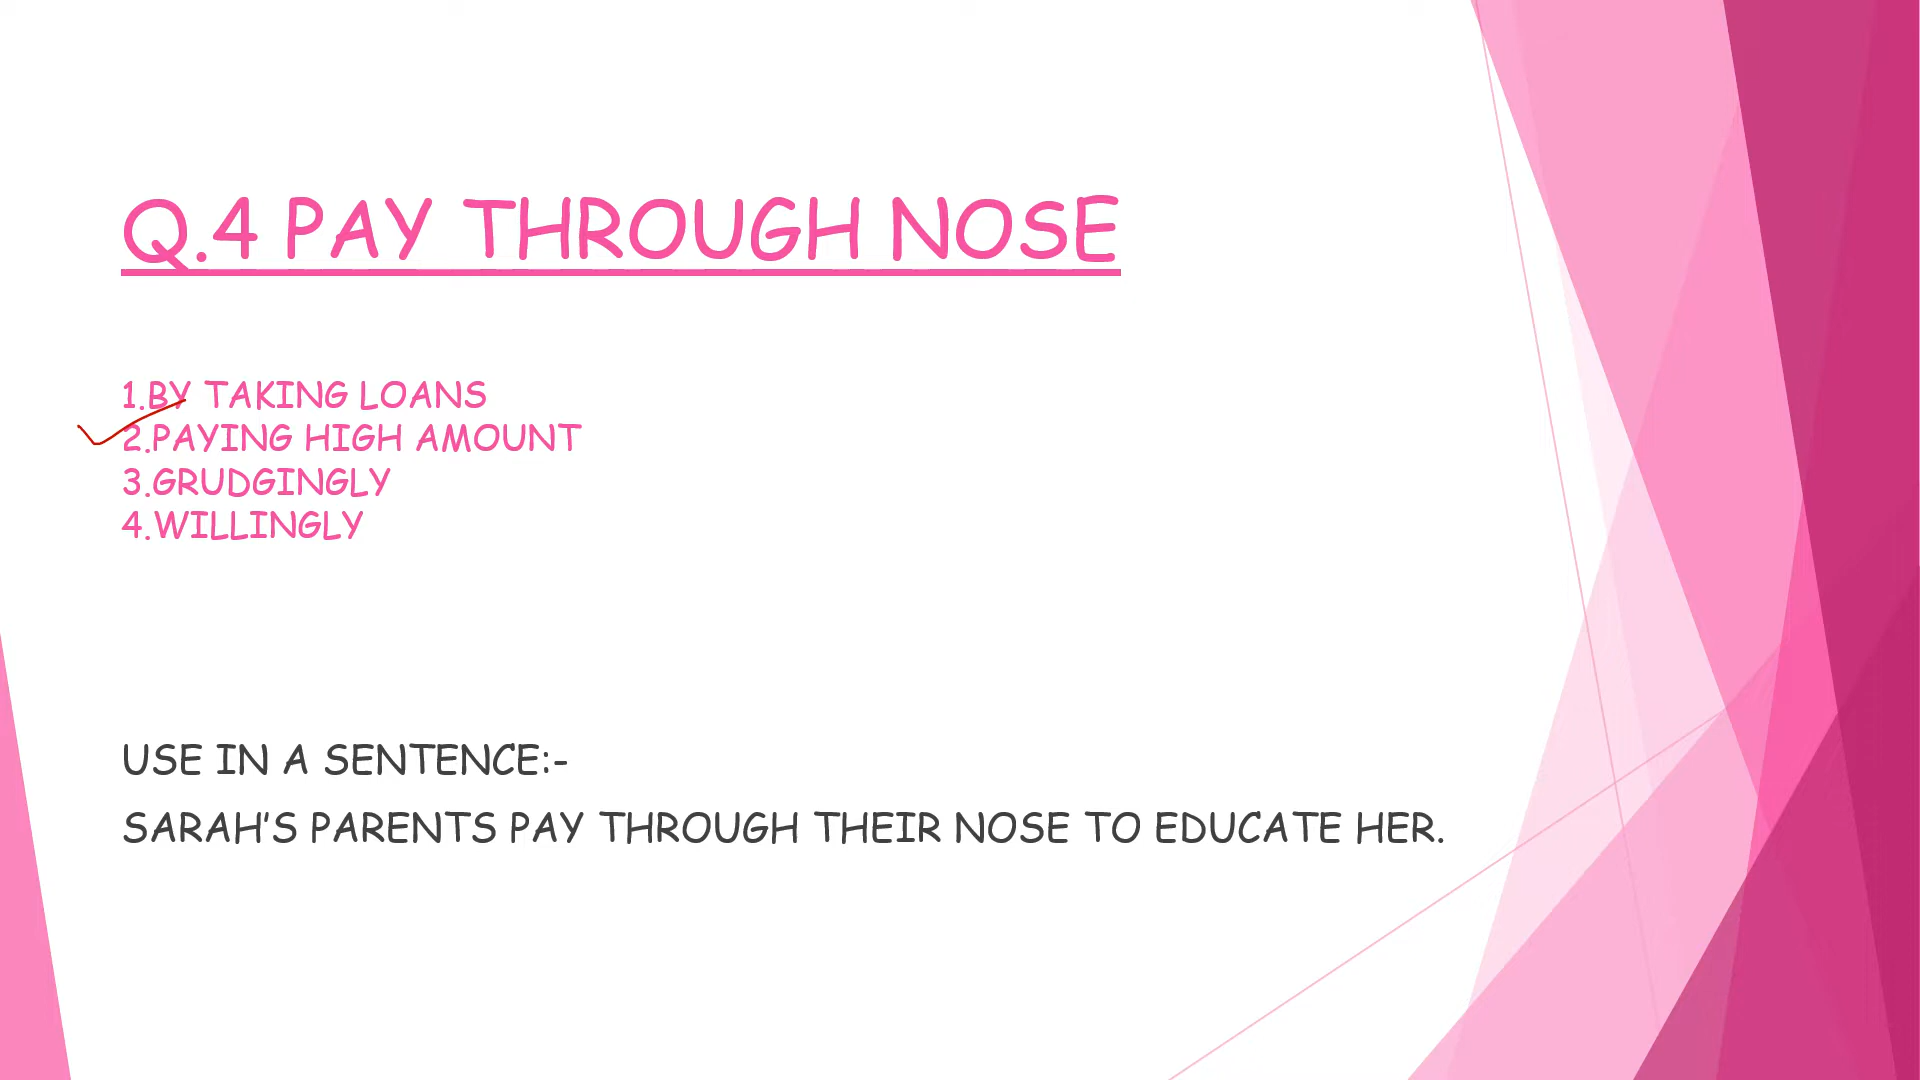 Q.4 PAY THROUGH NOSE
1.BY TAKING LOANS
2.PAYING HIGH AMOUNT
3.GRUDGINGLY
4.WILLINGLY
USE IN A SENTENCE:-
SARAH'S PARENTS PAY THROUGH THEIR NOSE TO EDUCATE HER.